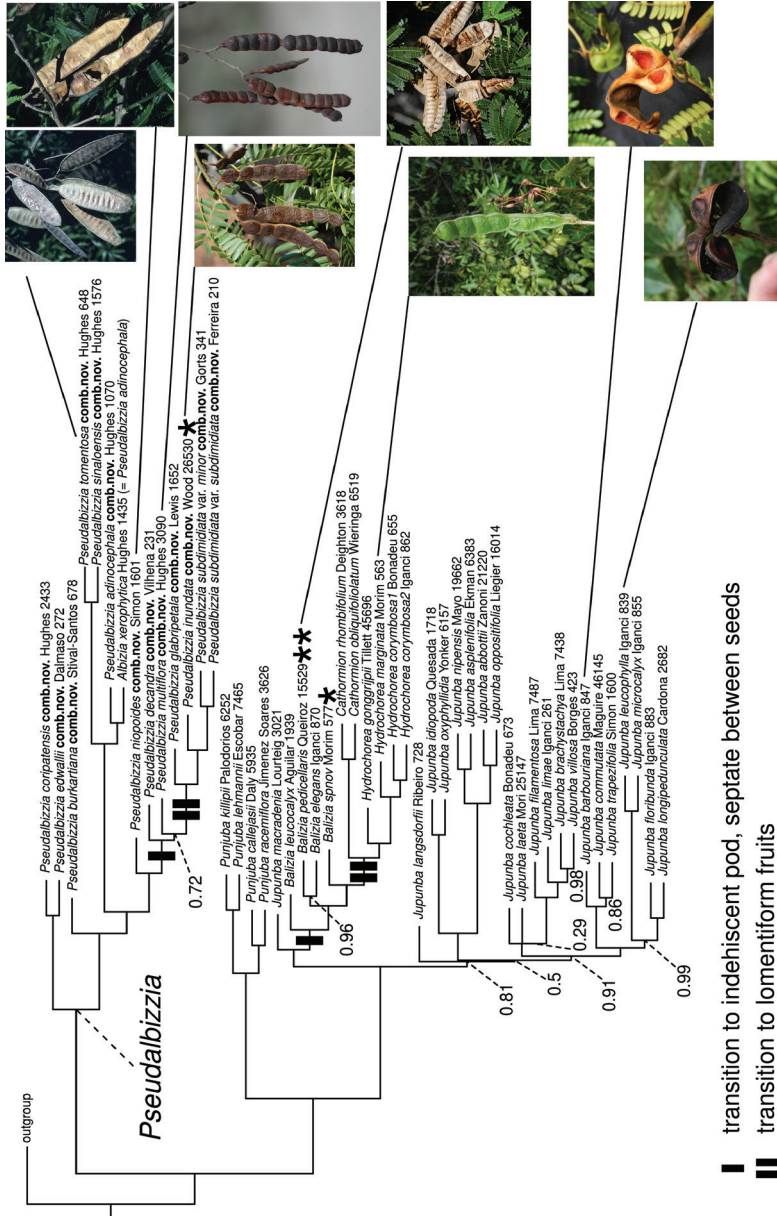 outgroup
Pseudalbizzia
Pseudalbizzia coripatensis comb.nov. Hughes 2433
Pseudalbizzia edwallii comb.nov. Dalmaso 272
Pseudalbizzia burkartiana comb.nov. Stival-Santos 678
Pseudalbizzia tomentosa comb.nov. Hughes 648
Pseudalbizzia sinaloensis comb.nov. Hughes 1576
Pseudalbizzia adinocephala comb.nov. Hughes 1070
Albizia xerophytica Hughes 1435 (= Pseudalbizzia adinocephala)
Pseudalbizzia niopoides comb.nov. Simon 1601
Pseudalbizzia decandra comb.nov. Vilhena 231
Pseudalbizzia multiflora comb.nov. Hughes 3090
Pseudalbizzia glabripetala comb.nov. Lewis 1652
Pseudalbizzia inundata comb.nov. Wood 26530 *
Pseudalbizzia subdimidiata var. minor comb.nov. Gorts 341
Pseudalbizzia subdimidiata var. subdimidiata comb.nov. Ferreira 210
0.72
Punjuba killipii Palodorios 6252
Punjuba lehmannii Escobar 7465
Punjuba callejasii Daly 5935
Punjuba racemiflora Jimenez Soares 3626
Jupunba macradenia Lourteig 3021
Balizia leucocalyx Aguilar 1939
Balizia pedicellaris Queiroz 15529 **
Balizia elegans Iganci 870
Balizia spnov Morim 577 *
0.96
Cathormion rhombifolium Deighton 3618
Cathormion obliquifoliolatum Wieringa 6519
Hydrochorea gonggrijpii Tllett 45696
Hydrochorea marginata Morim 563
Hydrochorea corymbosa1 Bonadeu 655
Hydrochorea corymbosa2 Iganci 862
Jupunba langsdorfii Ribeiro 728
Jupunba idiopoda Quesada 1718
Jupunba oxyphyllidia Yonker 6157
Jupunba nipensis Mayo 19662
Jupunba asplenifolia Ekman 6383
Jupunba abbottii Zanoni 21220
Jupunba oppositifolia Liegier 16014
0.81
0.5
Jupunba cochleata Bonadeu 673
Jupunba laeta Mori 25147
Jupunba filamentosa Lima 7487
Jupunba limae Iganci 261
Jupunba brachystachya Lima 7438
Jupunba villosa Borges 423
0.29
0.98
0.91
Jupunba barbouriana Iganci 847
Jupunba commutata Maguire 46145
Jupunba trapezifolia Simon 1600
0.86
Jupunba leucophylla Iganci 839
Jupunba microcalyx Iganci 855
Jupunba floribunda Iganci 883
Jupunba longipedunculata Cardona 2682
0.99
transition to indehiscent pod, septate between seeds
transition to lomentiform fruits